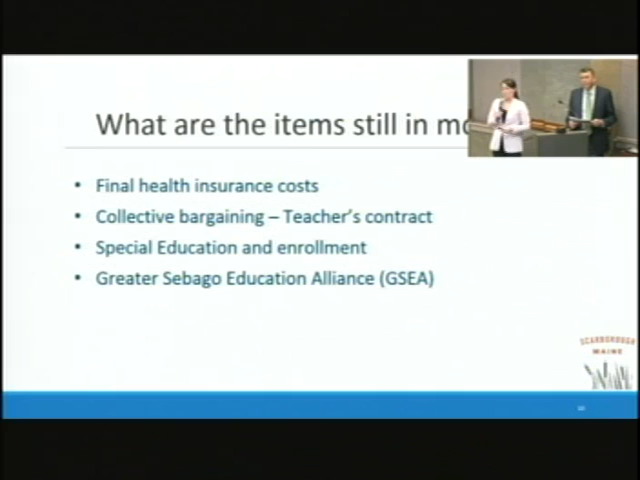 What are the items still in mo
• Final health insurance costs
• Collective bargaining – Teacher's contract
• Special Education and enrollment
• Greater Sebago Education Alliance (GSEA)
SCARBOROUGH
MAINE